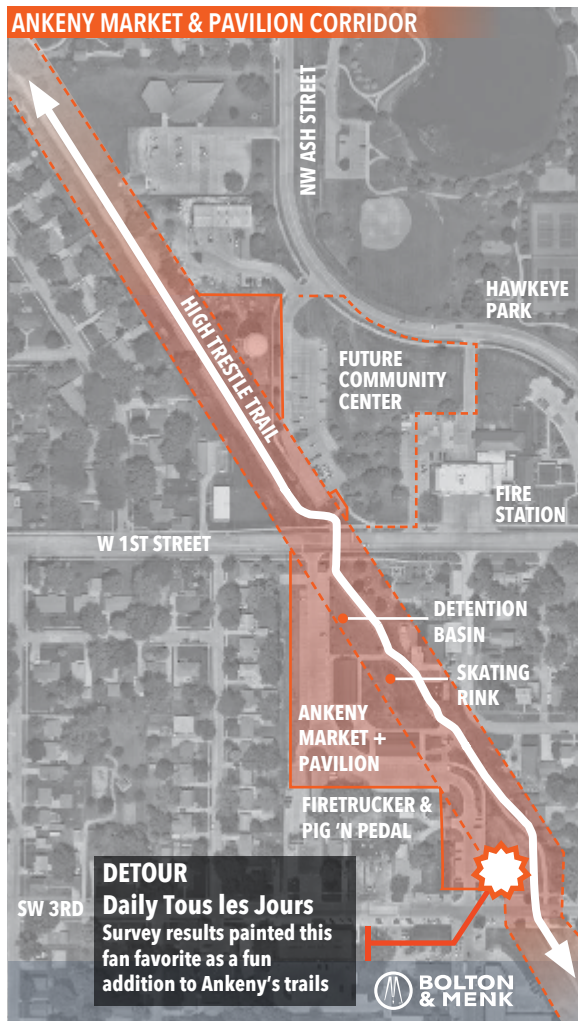 ANKENY MARKET & PAVILION CORRIDOR
NW ASH STREET
HAWKEYE
PARK
HIGH TRESTLE TRAIL
FUTURE
COMMUNITY
CENTER
FIRE
STATION
W 1ST STREET
DETENTION
BASIN
SKATING
RINK
ANKENY
MARKET +
PAVILION
FIRETRUCKER &
PIG 'N PEDAL
SW 3RD
DETOUR
Daily Tous les Jours
Survey results painted this
fan favorite as a fun
addition to Ankeny's trails
BOLTON
& MENK